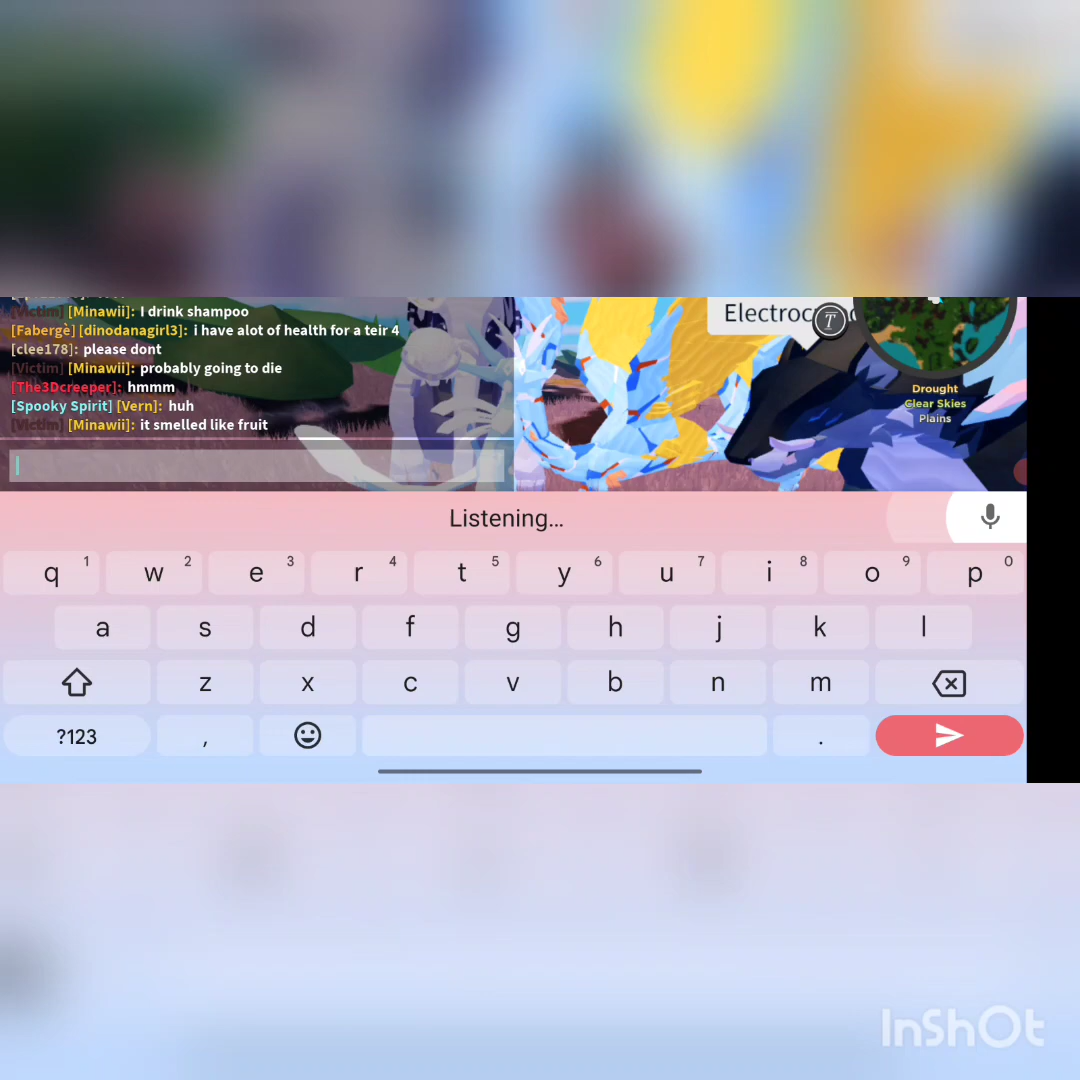 [Victim] [Minawii]: I drink shampoo
[Fabergè] [dinodanagirl3]: i have alot of health for a teir 4
[clee178]: please dont
[Victim] [Minawii]: probably going to die
[The3Dcreeper]: hmmm
[Spooky Spirit] [Vern]: huh
[Victim] [Minawii]: it smelled like fruit
T
Drought
Clear Skies
Plains
Listening…
q 1 w 2 e 3 r 4 t 5 y 6 u 7 i 8 o 9 p 0
a s d f g h j k l
z x c v b n m
?123 , .
InShOt